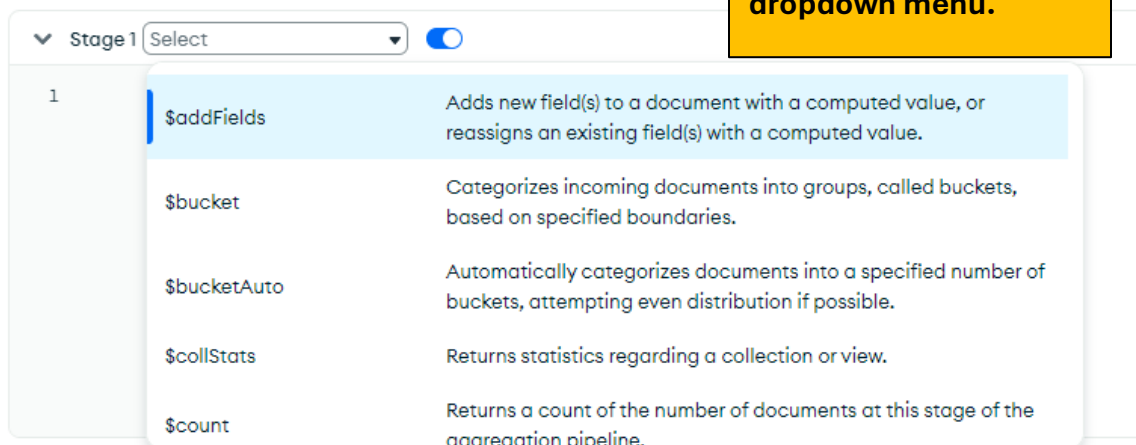 dropdown menu.
Stage 1 Select
1
$addFields
Adds new field(s) to a document with a computed value, or
reassigns an existing field(s) with a computed value.
$bucket
Categorizes incoming documents into groups, called buckets,
based on specified boundaries.
$bucketAuto
Automatically categorizes documents into a specified number of
buckets, attempting even distribution if possible.
$collStats
Returns statistics regarding a collection or view.
$count
Returns a count of the number of documents at this stage of the
aggregation pipeline.